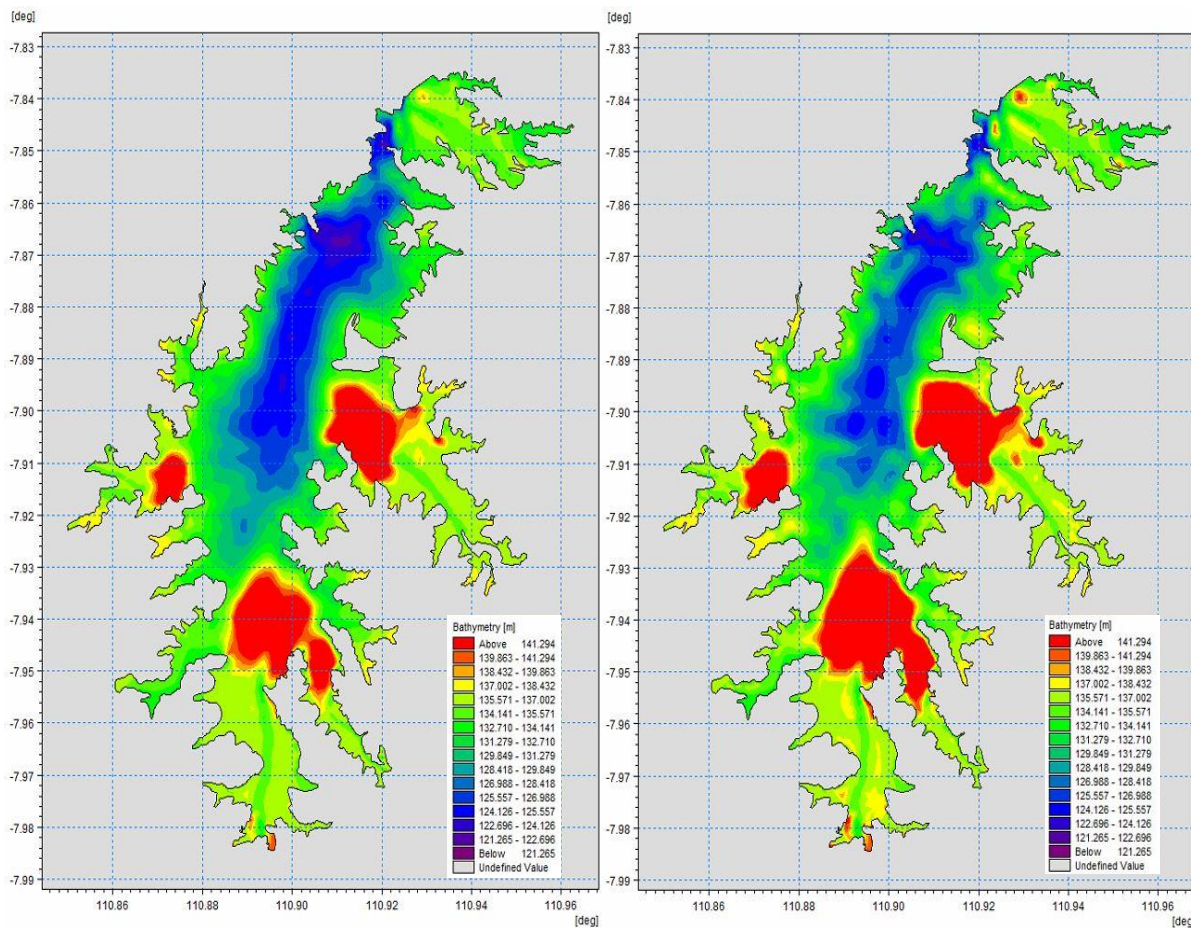 [deg]
-7.83
-7.84
-7.85
-7.86
-7.87
-7.88
-7.89
-7.90
-7.91
-7.92
-7.93
-7.94
-7.95
-7.96
-7.97
-7.98
-7.99
110.86 110.88 110.90 110.92 110.94 110.96
[deg]
Bathymetry [m]
Above 141.294
139.863 - 141.294
138.432 - 139.863
137.002 - 138.432
135.571 - 137.002
134.141 - 135.571
132.710 - 134.141
131.279 - 132.710
129.849 - 131.279
128.418 - 129.849
126.988 - 128.418
125.557 - 126.988
124.126 - 125.557
122.696 - 124.126
121.265 - 122.696
Below 121.265
Undefined Value
[deg]
-7.83
-7.84
-7.85
-7.86
-7.87
-7.88
-7.89
-7.90
-7.91
-7.92
-7.93
-7.94
-7.95
-7.96
-7.97
-7.98
-7.99
110.86 110.88 110.90 110.92 110.94 110.96
[deg]
Bathymetry [m]
Above 141.294
139.863 - 141.294
138.432 - 139.863
137.002 - 138.432
135.571 - 137.002
134.141 - 135.571
132.710 - 134.141
131.279 - 132.710
129.849 - 131.279
128.418 - 129.849
126.988 - 128.418
125.557 - 126.988
124.126 - 125.557
122.696 - 124.126
121.265 - 122.696
Below 121.265
Undefined Value